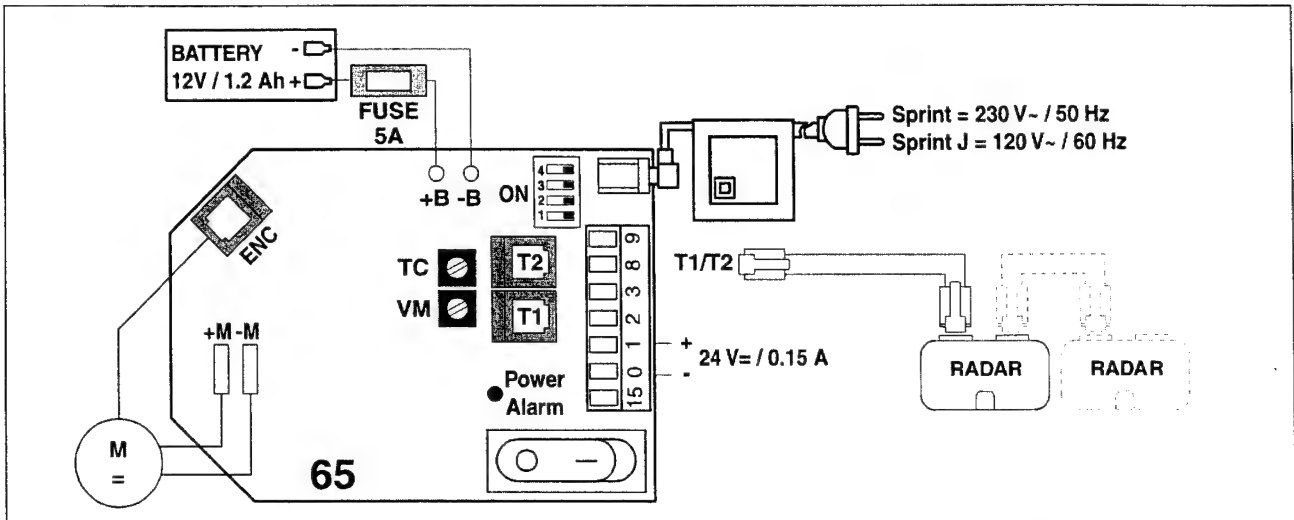 BATTERY -
12V / 1.2 Ah +
FUSE
5A
Sprint = 230 V~ / 50 Hz
Sprint J = 120 V~ / 60 Hz
+B -B
ON
4
3
2
1
ENC
TC
VM
T2
T1
9
8
3
2
1
0
15
T1/T2
+
24 V= / 0.15 A
-
RADAR
RADAR
+M -M
Power
Alarm
M
=
65